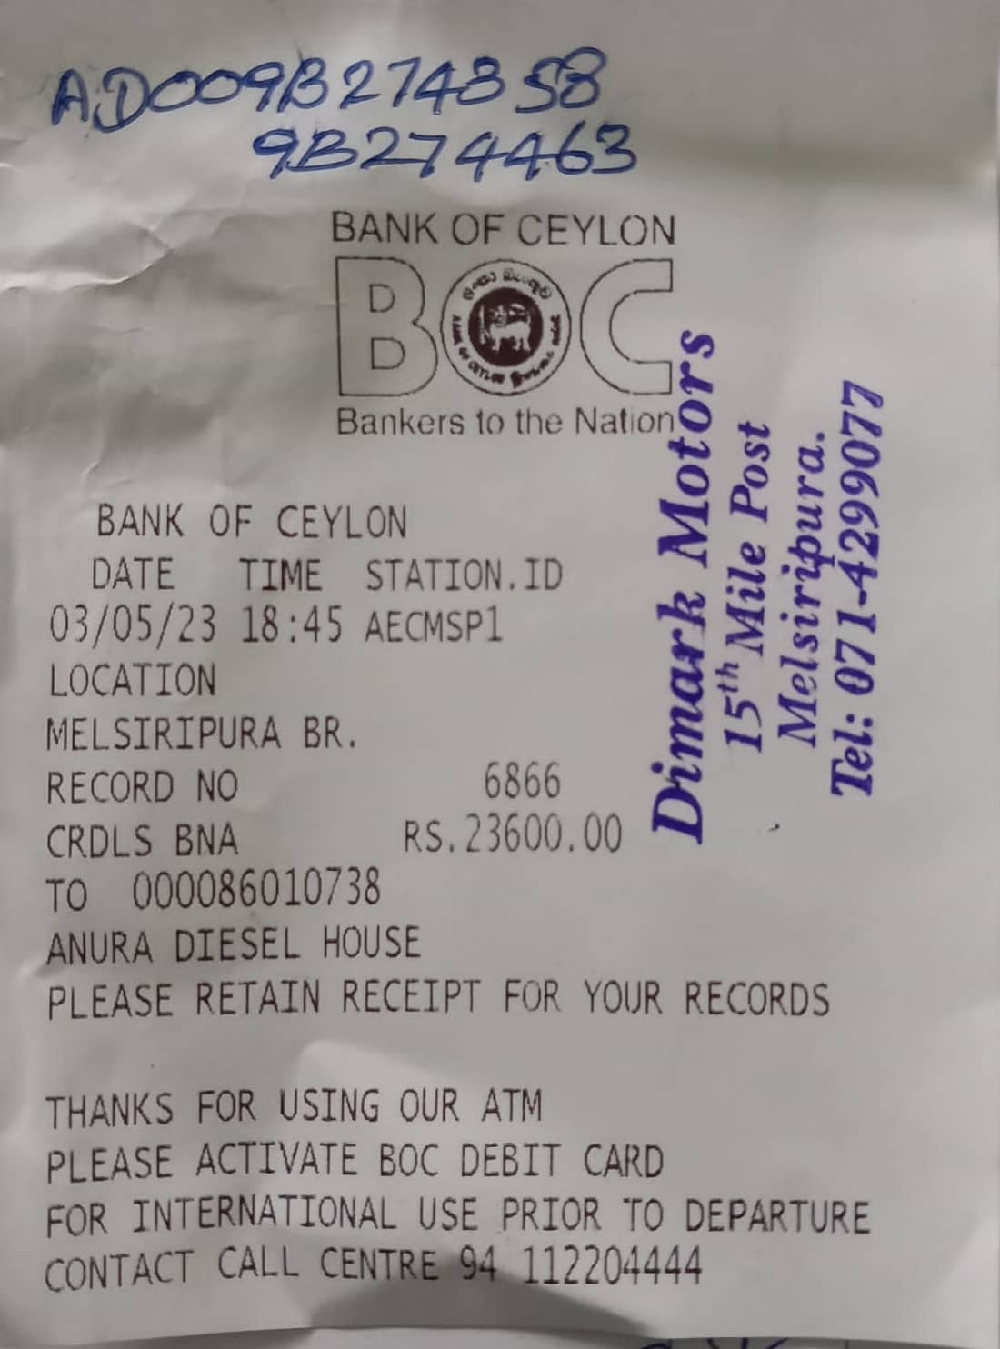 AD009B274858
9B274463
BANK OF CEYLON
BOC
Bankers to the Nation
BANK OF CEYLON
DATE TIME STATION.ID
03/05/23 18:45 AECMSP1
LOCATION
MELSIRIPURA BR.
RECORD NO 6866
CRDLS BNA RS.23600.00
TO 000086010738
ANURA DIESEL HOUSE
PLEASE RETAIN RECEIPT FOR YOUR RECORDS
THANKS FOR USING OUR ATM
PLEASE ACTIVATE BOC DEBIT CARD
FOR INTERNATIONAL USE PRIOR TO DEPARTURE
CONTACT CALL CENTRE 94 112204444
Dimark Motors
15th Mile Post
Melsiripura.
Tel: 071-4299077